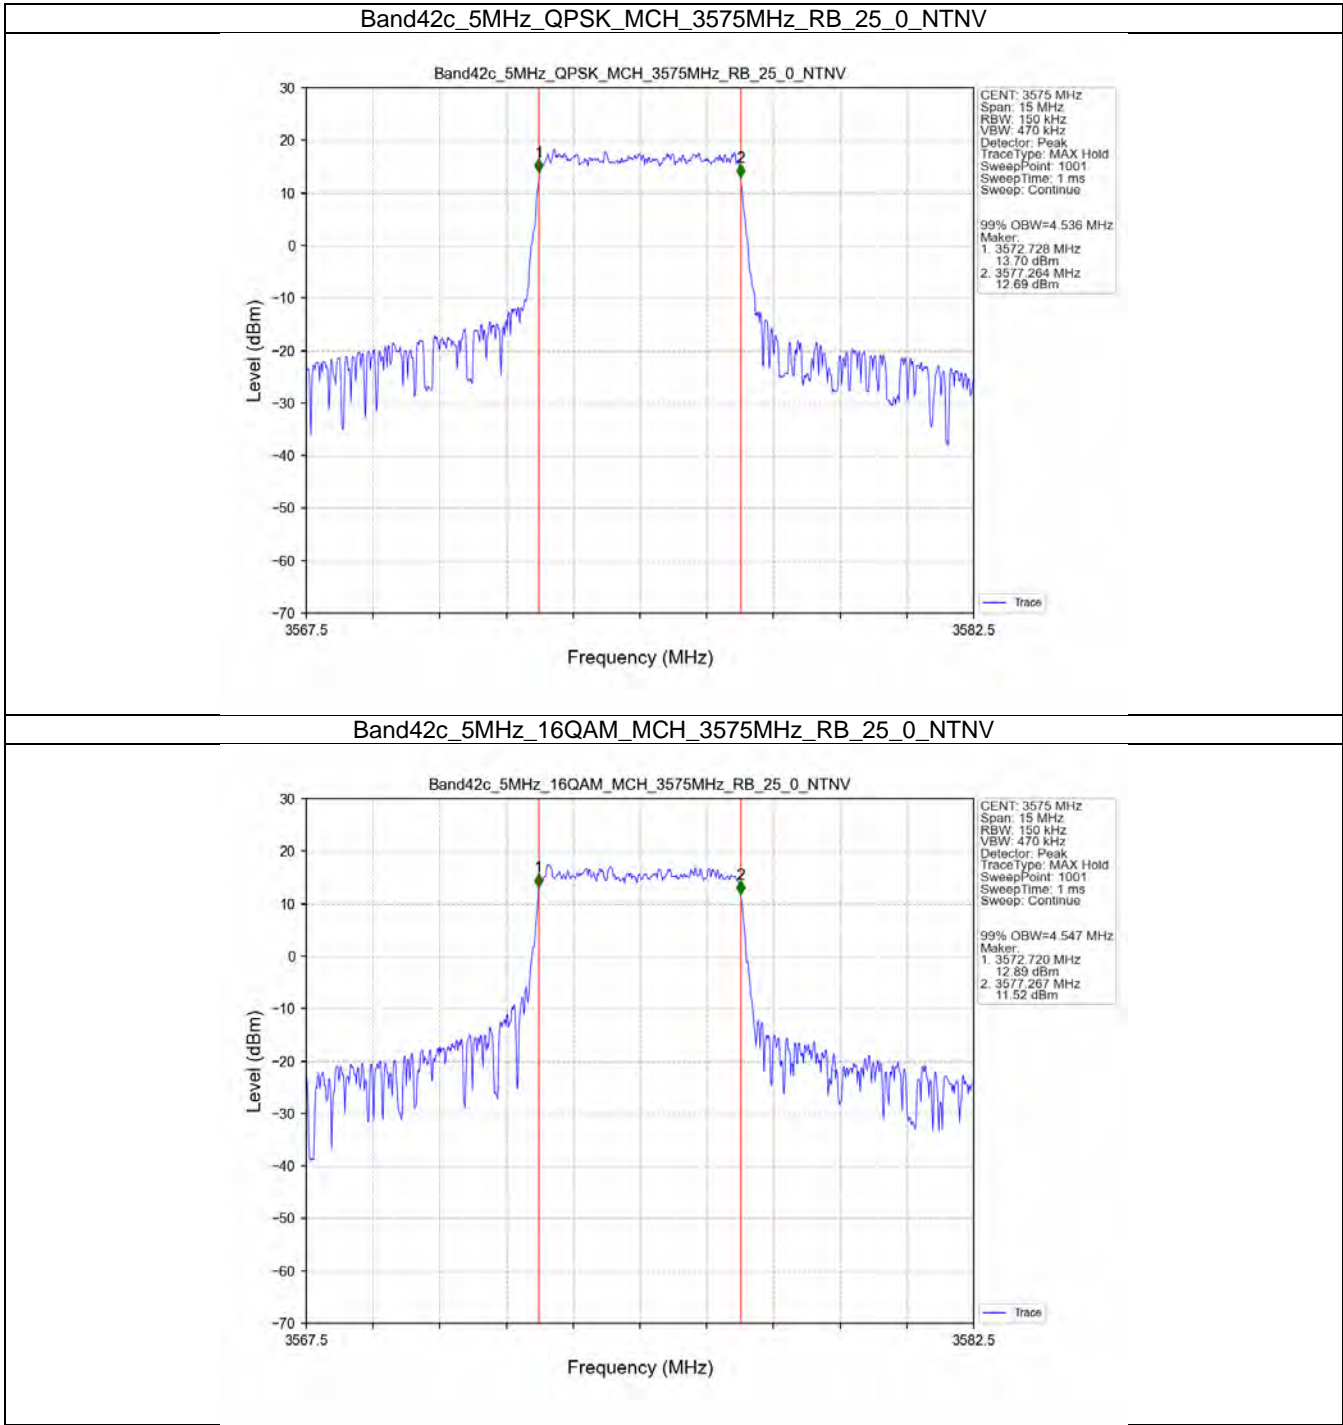 Band42c_5MHz_QPSK_MCH_3575MHz_RB_25_0_NTNV
Band42c_5MHz_QPSK_MCH_3575MHz_RB_25_0_NTNV
CENT: 3575 MHz
Span: 15 MHz
RBW: 150 kHz
VBW: 470 kHz
Detector: Peak
TraceType: MAX Hold
SweepPoint: 1001
SweepTime: 1 ms
Sweep: Continue
99% OBW=4.536 MHz
Maker:
1. 3572.728 MHz
13.70 dBm
2. 3577.264 MHz
12.69 dBm
30
20
10
0
−10
−20
−30
−40
−50
−60
−70
Level (dBm)
1
2
Trace
3567.5
3582.5
Frequency (MHz)
Band42c_5MHz_16QAM_MCH_3575MHz_RB_25_0_NTNV
Band42c_5MHz_16QAM_MCH_3575MHz_RB_25_0_NTNV
CENT: 3575 MHz
Span: 15 MHz
RBW: 150 kHz
VBW: 470 kHz
Detector: Peak
TraceType: MAX Hold
SweepPoint: 1001
SweepTime: 1 ms
Sweep: Continue
99% OBW=4.547 MHz
Maker:
1. 3572.720 MHz
12.89 dBm
2. 3577.267 MHz
11.52 dBm
30
20
10
0
−10
−20
−30
−40
−50
−60
−70
Level (dBm)
1
2
Trace
3567.5
3582.5
Frequency (MHz)